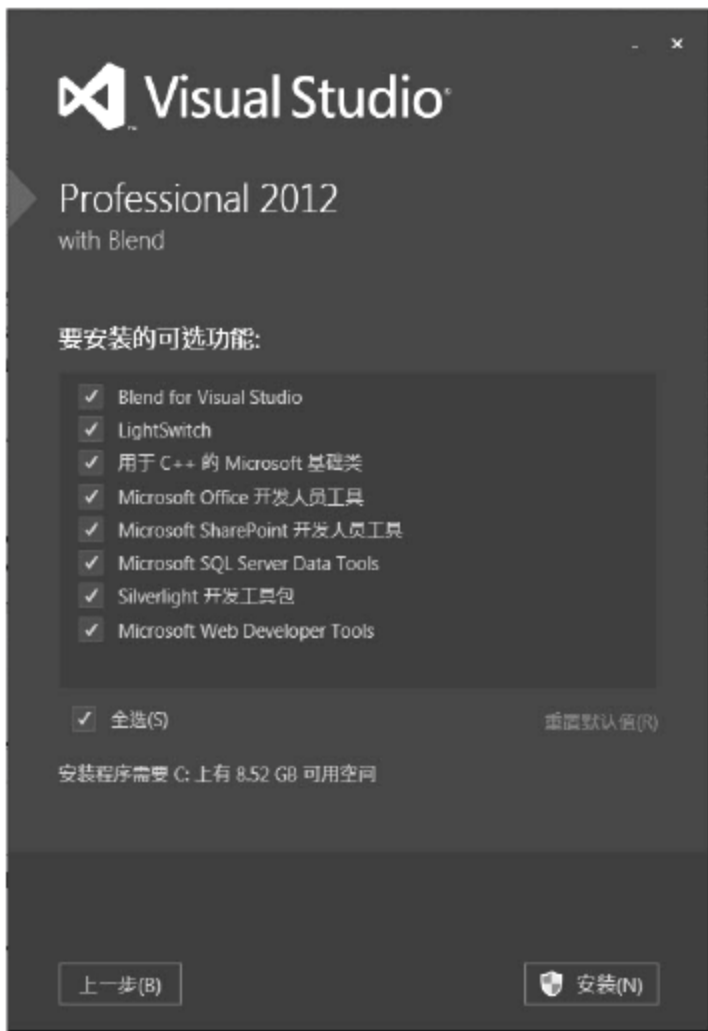 Visual Studio
Professional 2012
with Blend
要安装的可选功能:
Blend for Visual Studio
LightSwitch
用于 C++ 的 Microsoft 基础类
Microsoft Office 开发人员工具
Microsoft SharePoint 开发人员工具
Microsoft SQL Server Data Tools
Silverlight 开发工具包
Microsoft Web Developer Tools
全选(S)
重置默认值(R)
安装程序需要 C: 上有 8.52 GB 可用空间
上一步(B)
安装(N)